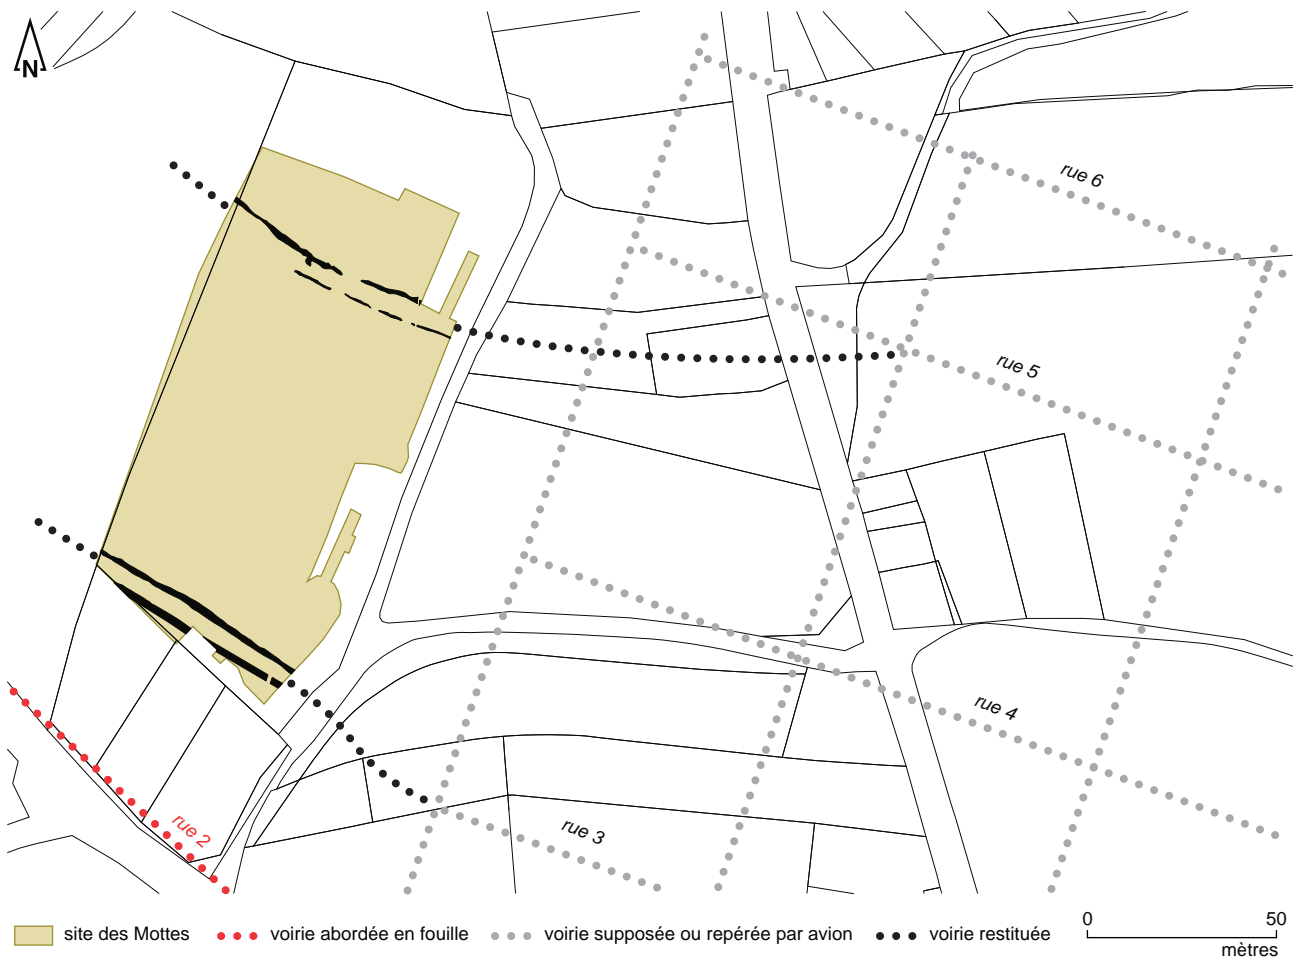 N
rue 6
rue 5
rue 4
rue 3
rue 2
site des Mottes
voirie abordée en fouille
voirie supposée ou repérée par avion
voirie restituée
0 50
mètres